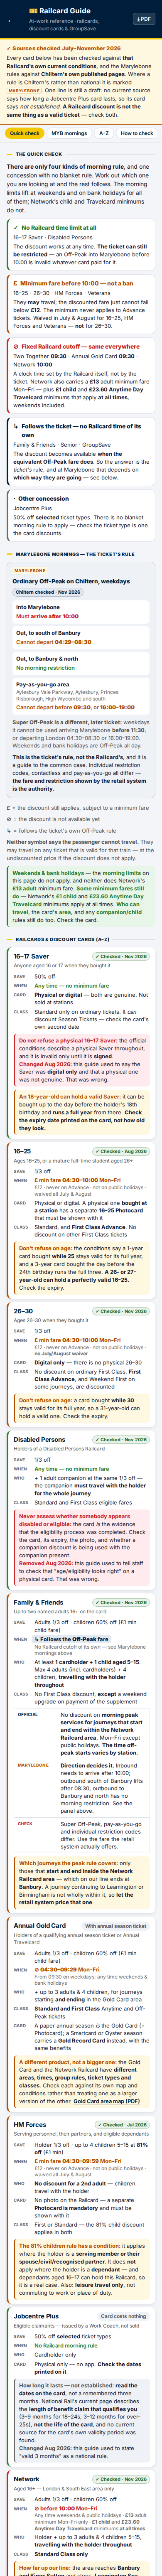 ←
🎫 Railcard Guide
At-work reference · railcards, discount cards & GroupSave
⤓ PDF
✓ Sources checked July–November 2026
Every card below has been checked against that Railcard's own current conditions, and the Marylebone rules against Chiltern's own published pages. Where a rule is Chiltern's rather than national it is marked MARYLEBONE. One line is still a draft: no current source says how long a Jobcentre Plus card lasts, so its card says not established. A Railcard discount is not the same thing as a valid ticket — check both.
Quick check
MYB mornings
A–Z
How to check
THE QUICK CHECK
There are only four kinds of morning rule, and one concession with no blanket rule. Work out which one you are looking at and the rest follows. The morning limits lift at weekends and on bank holidays for all of them; Network's child and Travelcard minimums do not.
✓ No Railcard time limit at all
16–17 Saver · Disabled Persons
The discount works at any time. The ticket can still be restricted — an Off-Peak into Marylebone before 10:00 is invalid whatever card paid for it.
£ Minimum fare before 10:00 — not a ban
16–25 · 26–30 · HM Forces · Veterans
They may travel; the discounted fare just cannot fall below £12. The minimum never applies to Advance tickets. Waived in July & August for 16–25, HM Forces and Veterans — not for 26–30.
⊘ Fixed Railcard cutoff — same everywhere
Two Together 09:30 · Annual Gold Card 09:30 · Network 10:00
A clock time set by the Railcard itself, not by the ticket. Network also carries a £13 adult minimum fare Mon–Fri — plus £1 child and £23.60 Anytime Day Travelcard minimums that apply at all times, weekends included.
↳ Follows the ticket — no Railcard time of its own
Family & Friends · Senior · GroupSave
The discount becomes available when the equivalent Off-Peak fare does. So the answer is the ticket's rule, and at Marylebone that depends on which way they are going — see below.
• Other concession
Jobcentre Plus
50% off selected ticket types. There is no blanket morning rule to apply — check the ticket type is one the card discounts.
MARYLEBONE MORNINGS — THE TICKET'S RULE
MARYLEBONE
Ordinary Off-Peak on Chiltern, weekdays
Chiltern checked · Nov 2026
Into Marylebone
Must arrive after 10:00
Out, to south of Banbury
Cannot depart 04:29–08:30
Out, to Banbury & north
No morning restriction
Pay-as-you-go area
Aylesbury Vale Parkway, Aylesbury, Princes Risborough, High Wycombe and south
Cannot depart before 09:30, or 16:00–19:00
Super Off-Peak is a different, later ticket: weekdays it cannot be used arriving Marylebone before 11:30, or departing London 04:30–08:30 or 16:00–19:00. Weekends and bank holidays are Off-Peak all day.
This is the ticket's rule, not the Railcard's, and it is a guide to the common case. Individual restriction codes, contactless and pay-as-you-go all differ — the fare and restriction shown by the retail system is the authority.
£ = the discount still applies, subject to a minimum fare
⊘ = the discount is not available yet
↳ = follows the ticket's own Off-Peak rule
Neither symbol says the passenger cannot travel. They may travel on any ticket that is valid for that train — at the undiscounted price if the discount does not apply.
Weekends & bank holidays — the morning limits on this page do not apply, and neither does Network's £13 adult minimum fare. Some minimum fares still do — Network's £1 child and £23.60 Anytime Day Travelcard minimums apply at all times. Who can travel, the card's area, and any companion/child rules still do too. Check the card.
RAILCARDS & DISCOUNT CARDS (A–Z)
16–17 Saver
✓ Checked · Nov 2026
Anyone aged 16 or 17 when they bought it
SAVE 50% off
WHEN Any time — no minimum
CARD Physical or digital — both are genuine. Not sold at stations
CLASS Standard and only ordinary tickets. It can discount Season Tickets — check the card's own second date
Do not refuse a physical 16–17 Saver: the official conditions describe a physical Saver throughout, and it is invalid only until it is signed. Changed Aug 2026: this guide used to say the Saver was digital only and that a physical one was not genuine. That was wrong.
An 18-year-old can hold a valid Saver: it can be bought up to the day before the holder's 18th birthday and runs a full year from there. Check the expiry date printed on the card, not how old they look.
16–25
✓ Checked · Aug 2026
Ages 16–25, or a mature full-time student aged 26+
SAVE 1/3 off
WHEN £ min fare 04:30–10:00 Mon–Fri
£12 · never on Advance · not on public holidays · waived all July & August
CARD Physical or digital. A physical one bought at a station has a separate 16–25 Photocard that must be shown with it
CLASS Standard, and First Class Advance. No discount on other First Class tickets
Don't refuse on age: the conditions say a 1-year card bought while 25 stays valid for its full year, and a 3-year card bought the day before the 24th birthday runs the full three. A 26- or 27-year-old can hold a perfectly valid 16–25. Check the expiry.
26–30
✓ Checked · Nov 2026
Ages 26–30 when they bought it
SAVE 1/3 off
WHEN £ min fare 04:30–10:00 Mon–Fri
£12 · never on Advance · not on public holidays · no July/August waiver
CARD Digital only — there is no physical 26–30
CLASS No discount on ordinary First Class. First Class Advance, and Weekend First on some journeys, are discounted
Don't refuse on age: a card bought while 30 stays valid for its full year, so a 31-year-old can hold a valid one. Check the expiry.
Disabled Persons
✓ Checked · Nov 2026
Holders of a Disabled Persons Railcard
SAVE 1/3 off
WHEN Any time — no minimum fare
WHO + 1 adult companion at the same 1/3 off — the companion must travel with the holder for the whole journey
CLASS Standard and First Class eligible fares
Never assess whether somebody appears disabled or eligible: the card is the evidence that the eligibility process was completed. Check the card, its expiry, the photo, and whether a companion discount is being used with the companion present.
Removed Aug 2026: this guide used to tell staff to check that "age/eligibility looks right" on a physical card. That was wrong.
Family & Friends
✓ Checked · Nov 2026
Up to two named adults 16+ on the card
SAVE Adults 1/3 off · children 60% off (£1 min child fare)
WHEN ↳ Follows the Off-Peak fare
No Railcard cutoff of its own — see Marylebone mornings above
WHO At least 1 cardholder + 1 child aged 5–15. Max 4 adults (incl. cardholders) + 4 children, travelling with the holder throughout
CLASS No First Class discount, except a weekend upgrade on payment of the supplement
OFFICIAL No discount on morning peak services for journeys that start and end within the Network Railcard area, Mon–Fri except public holidays. The time off-peak starts varies by station.
MARYLEBONE Direction decides it. Inbound needs to arrive after 10:00; outbound south of Banbury lifts after 08:30; outbound to Banbury and north has no morning restriction. See the panel above.
CHECK Super Off-Peak, pay-as-you-go and individual restriction codes differ. Use the fare the retail system actually offers.
Which journeys the peak rule covers: only those that start and end inside the Network Railcard area — which on our line ends at Banbury. A journey continuing to Leamington or Birmingham is not wholly within it, so let the retail system price that one.
Annual Gold Card
With annual season ticket
Holders of a qualifying annual season ticket or Annual Travelcard
SAVE Adults 1/3 off · children 60% off (£1 min child fare)
WHEN ⊘ 04:30–09:29 Mon–Fri
From 09:30 on weekdays; any time weekends & bank holidays
WHO + up to 3 adults & 4 children, for journeys starting and ending in the Gold Card area
CLASS Standard and First Class Anytime and Off-Peak tickets
CARD A paper annual season is the Gold Card (+ Photocard); a Smartcard or Oyster season carries a Gold Record Card instead, with the same benefits
A different product, not a bigger one: the Gold Card and the Network Railcard have different areas, times, group rules, ticket types and classes. Check each against its own map and conditions rather than treating one as a larger version of the other. Gold Card area map (PDF)
HM Forces
✓ Checked · Jul 2026
Serving personnel, their partners, and eligible dependants
SAVE Holder 1/3 off · up to 4 children 5–15 at 81% off (£1 min)
WHEN £ min fare 04:30–09:59 Mon–Fri
£12 · never on Advance · not on public holidays · waived all July & August
WHO No discount for a 2nd adult — children travel with the holder
CARD No photo on the Railcard — a separate Photocard is mandatory and must be shown with it
CLASS First or Standard — the 81% child discount applies in both
The 81% child rule has a condition: it applies where the holder is a serving member or their spouse/civil/recognised partner. It does not apply where the holder is a dependant — and dependants aged 16–17 can hold this Railcard, so it is a real case. Also: leisure travel only, never commuting to work or place of duty.
Jobcentre Plus
Card costs nothing
Eligible claimants — issued by a Work Coach, not sold
SAVE 50% off selected ticket types
WHEN No Railcard morning rule
WHO Cardholder only
CARD Physical only — no app. Check the dates printed on it
How long it lasts — not established: read the dates on the card, not a remembered three months. National Rail's current page describes the length of benefit claim that qualifies you (3–9 months for 18–24s, 3–12 months for over-25s), not the life of the card, and no current source for the card's own validity period was found.
Changed Aug 2026: this guide used to state "valid 3 months" as a national rule.
Network
✓ Checked · Nov 2026
Aged 16+ — London & South East area only
SAVE Adults 1/3 off · children 60% off
WHEN ⊘ before 10:00 Mon–Fri
Any time weekends & public holidays · £13 adult minimum Mon–Fri only · £1 child and £23.60 Anytime Day Travelcard minimums at all times
WHO Holder + up to 3 adults & 4 children 5–15, travelling with the holder throughout
CLASS Standard Class only
How far up our line: the area reaches Banbury